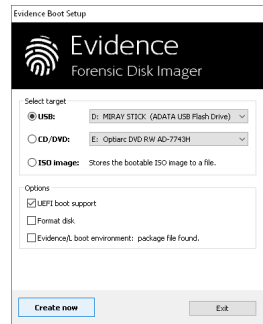 Evidence Boot Setup
Evidence
Forensic Disk Imager
Select target
USB: D: MIRAY STICK (ADATA USB Flash Drive)
CD/DVD: E: Optiarc DVD RW AD-7743H
ISO image: Stores the bootable ISO image to a file.
Options
UEFI boot support
Format disk
Evidence/L boot environment: package file found.
Create now Exit